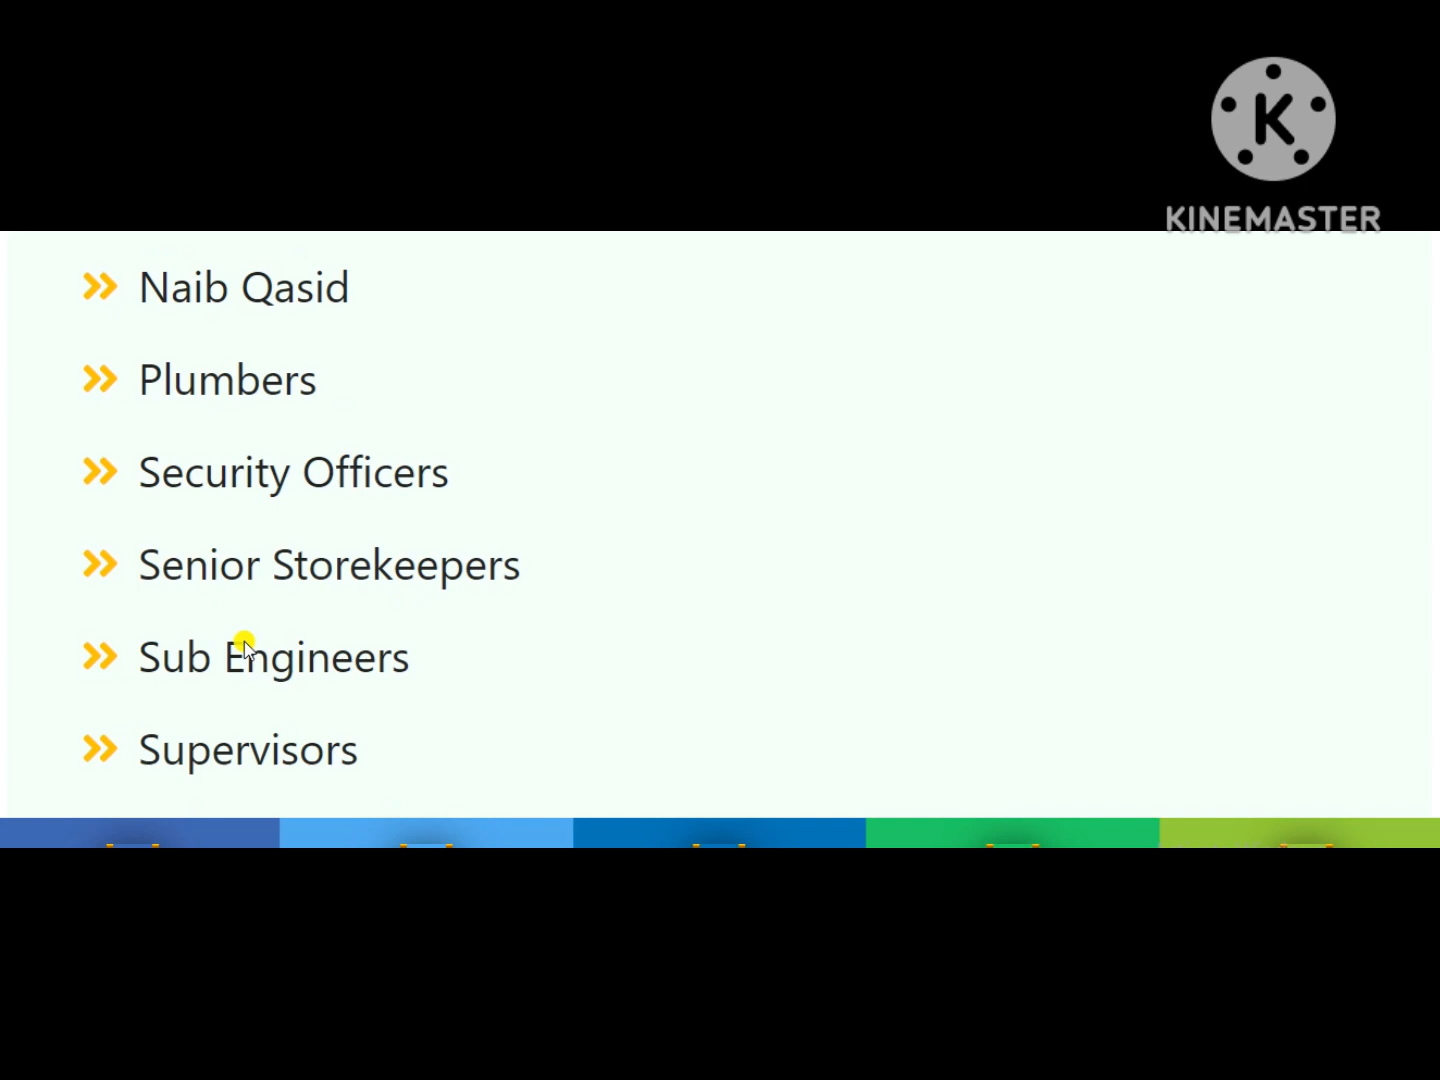 K
KINEMASTER
Naib Qasid
Plumbers
Security Officers
Senior Storekeepers
Sub Engineers
Supervisors